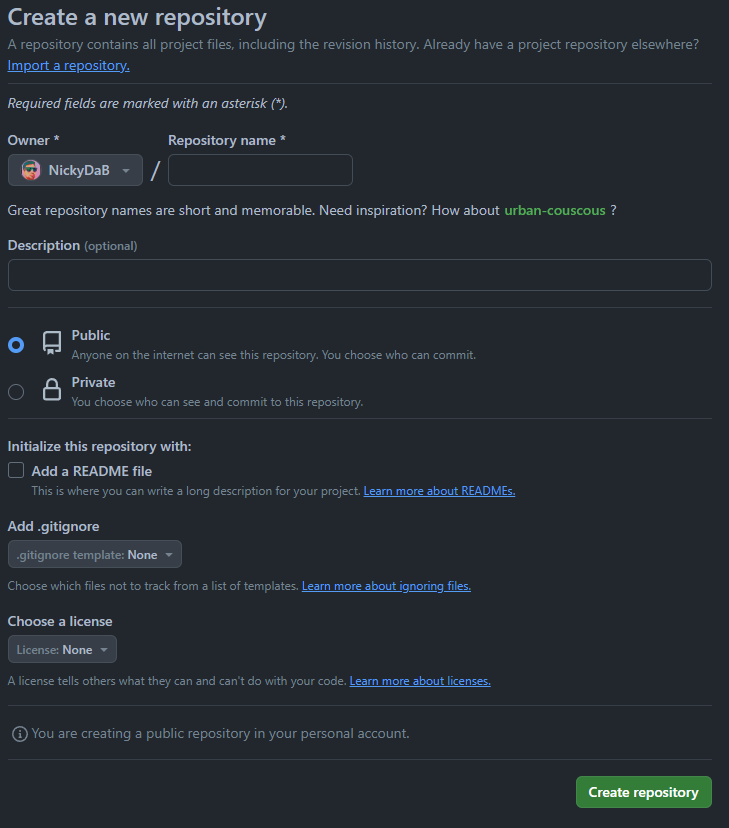 Create a new repository
A repository contains all project files, including the revision history. Already have a project repository elsewhere?
Import a repository.
Required fields are marked with an asterisk (*).
Owner * Repository name *
NickyDaB /
Great repository names are short and memorable. Need inspiration? How about urban-couscous ?
Description (optional)
Public
Anyone on the internet can see this repository. You choose who can commit.
Private
You choose who can see and commit to this repository.
Initialize this repository with:
Add a README file
This is where you can write a long description for your project. Learn more about READMEs.
Add .gitignore
.gitignore template: None
Choose which files not to track from a list of templates. Learn more about ignoring files.
Choose a license
License: None
A license tells others what they can and can't do with your code. Learn more about licenses.
You are creating a public repository in your personal account.
Create repository